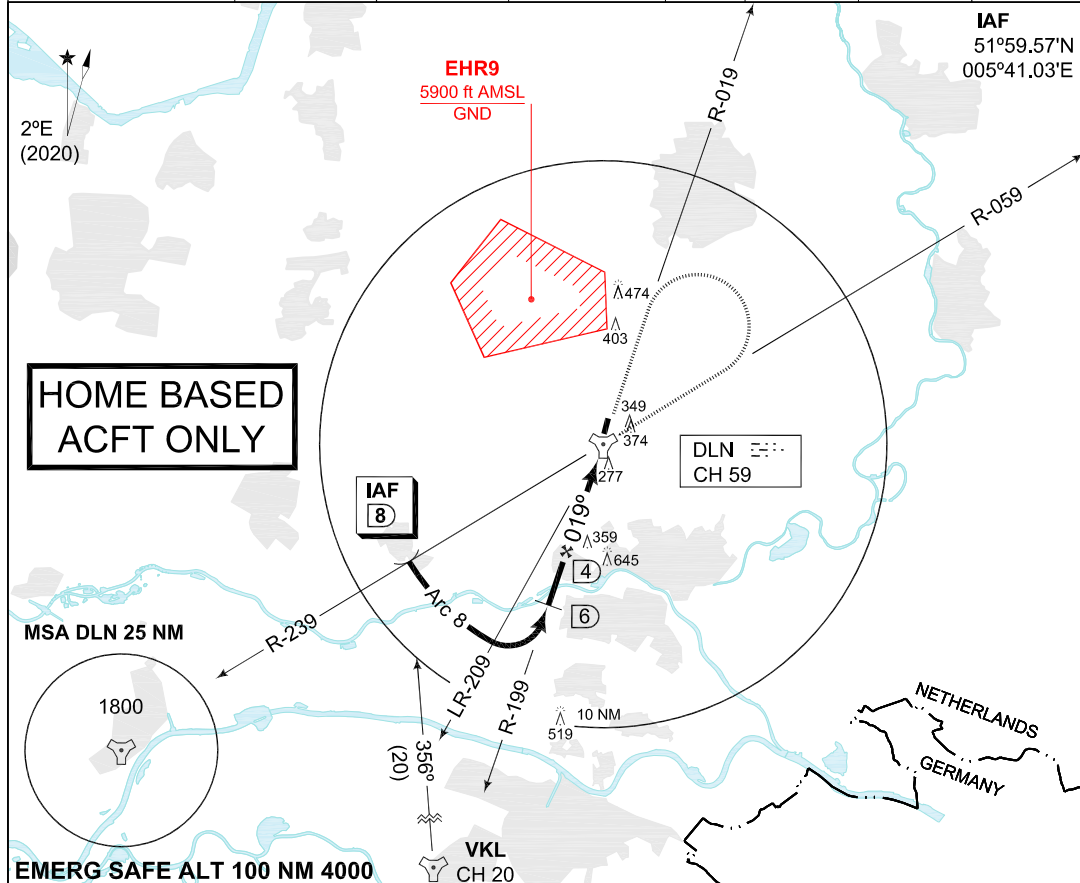 IAF
51º59.57'N
005º41.03'E
2ºE
(2020)
EHR9
5900 ft AMSL
GND
R-019
R-059
474
403
HOME BASED
ACFT ONLY
349
374
277
DLN
CH 59
IAF
8
019º
359
645
4
6
Arc 8
R-239
LR-209
R-199
MSA DLN 25 NM
1800
356º
(20)
10 NM
519
NETHERLANDS
GERMANY
VKL
CH 20
EMERG SAFE ALT 100 NM 4000